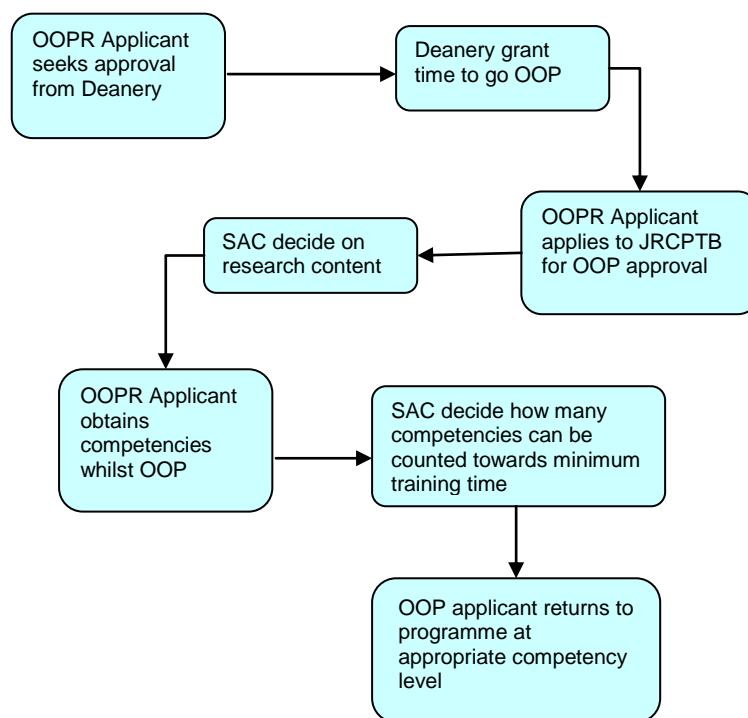 OOPR Applicant
seeks approval
from Deanery
Deanery grant
time to go OOP
OOPR Applicant
applies to JRCPTB
for OOP approval
SAC decide on
research content
OOPR Applicant
obtains
competencies
whilst OOP
SAC decide how many
competencies can be
counted towards minimum
training time
OOP applicant returns to
programme at
appropriate competency
level